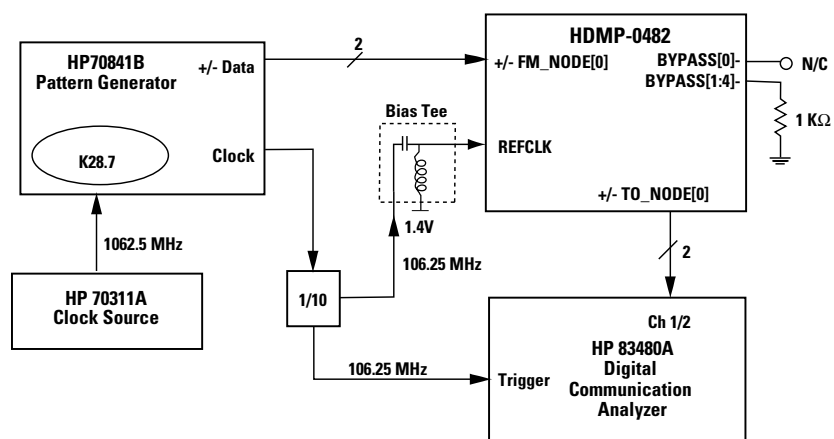 HP70841B
Pattern Generator
+/- Data
K28.7
Clock
2
HDMP-0482
+/- FM_NODE[0]
BYPASS[0]-
BYPASS[1:4]-
N/C
1 KΩ
Bias Tee
REFCLK
+/- TO_NODE[0]
1.4V
1062.5 MHz
106.25 MHz
2
HP 70311A
Clock Source
1/10
Ch 1/2
HP 83480A
Digital
Communication
Analyzer
106.25 MHz
Trigger